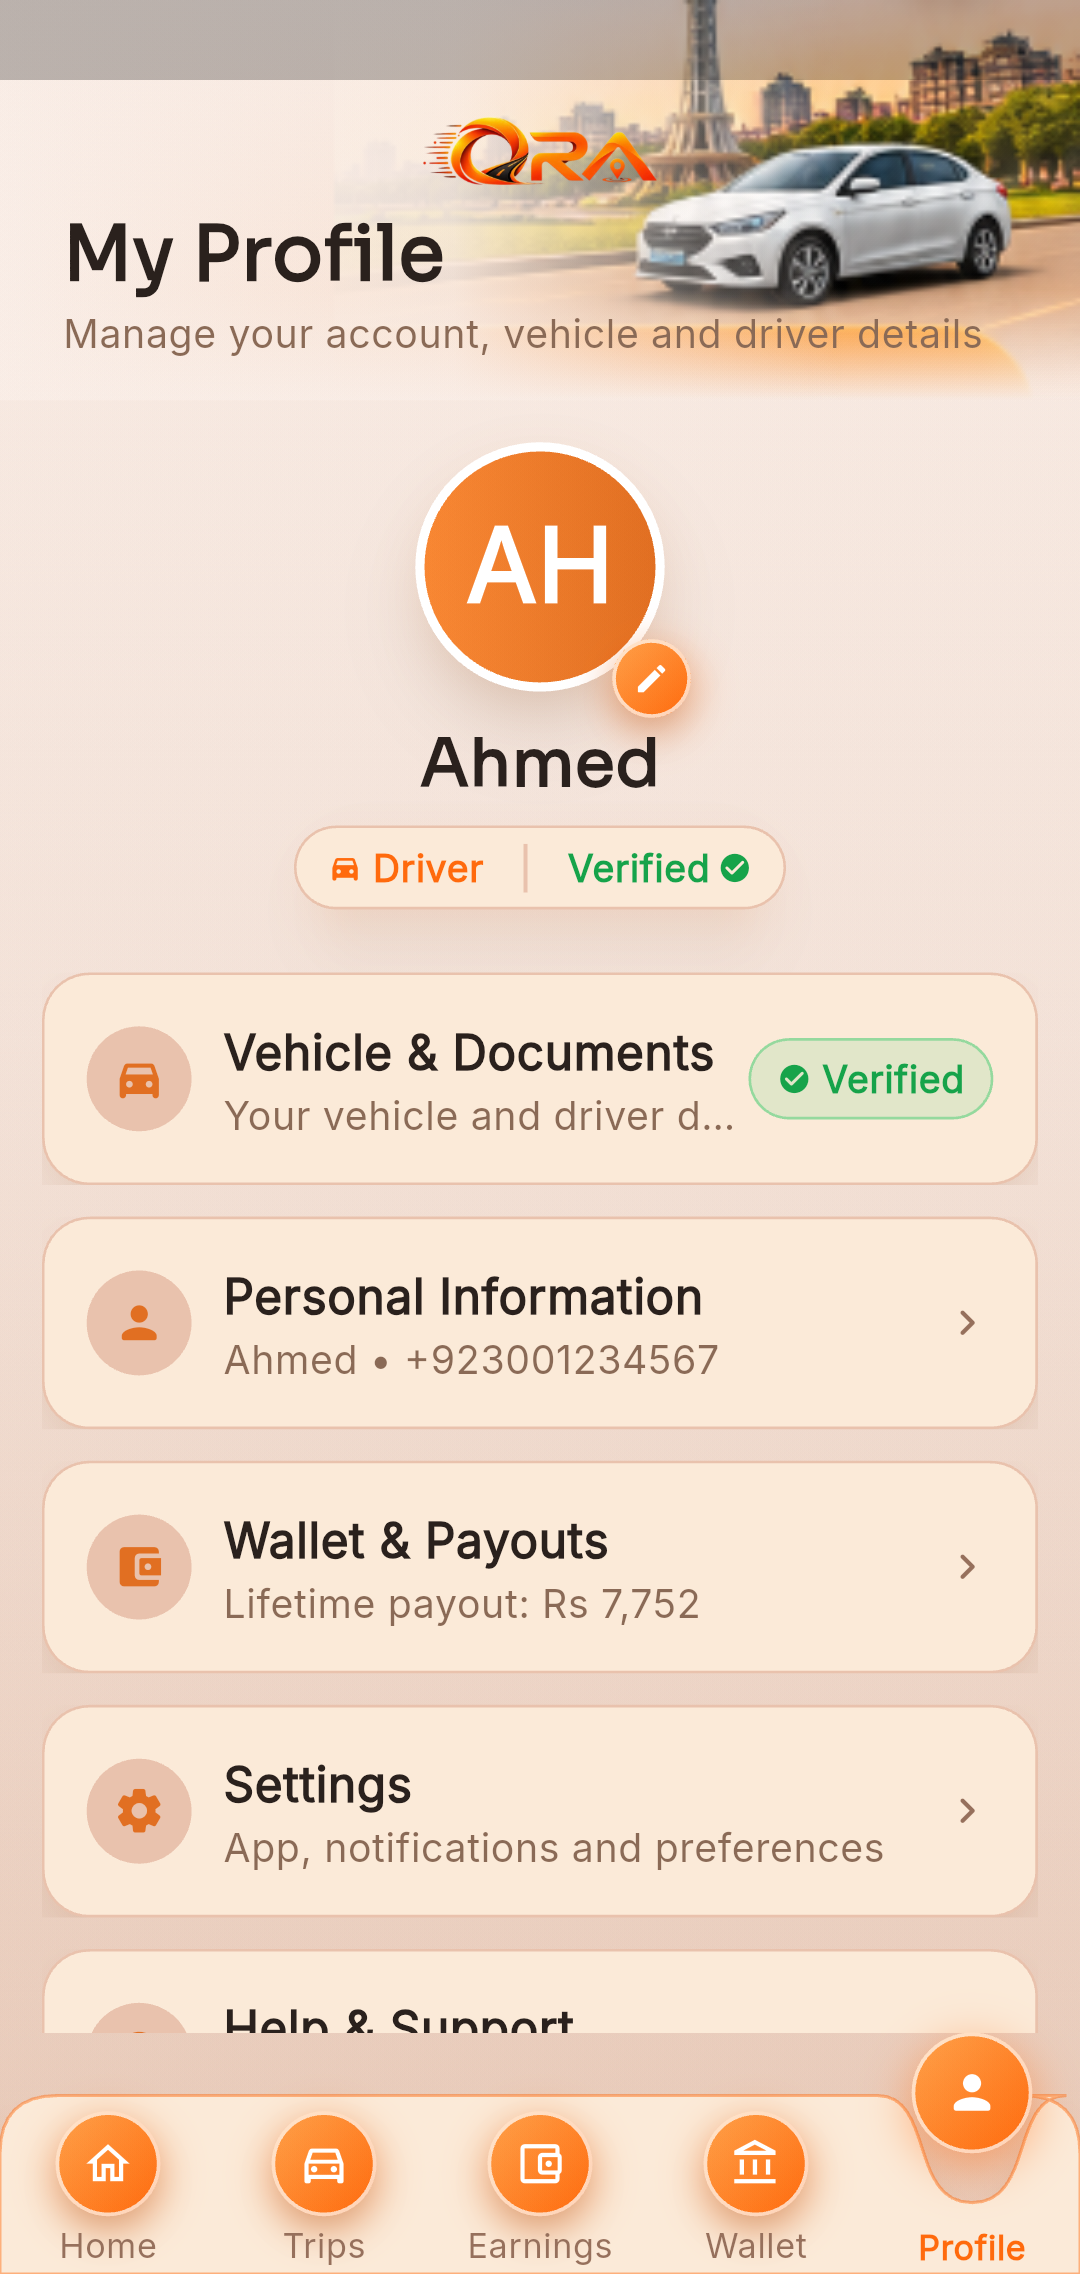 QRA
My Profile
Manage your account, vehicle and driver details
AH
Ahmed
Driver
Verified
Vehicle & Documents
Your vehicle and driver d...
Verified
Personal Information
Ahmed • +923001234567
Wallet & Payouts
Lifetime payout: Rs 7,752
Settings
App, notifications and preferences
Help & Support
Home
Trips
Earnings
Wallet
Profile